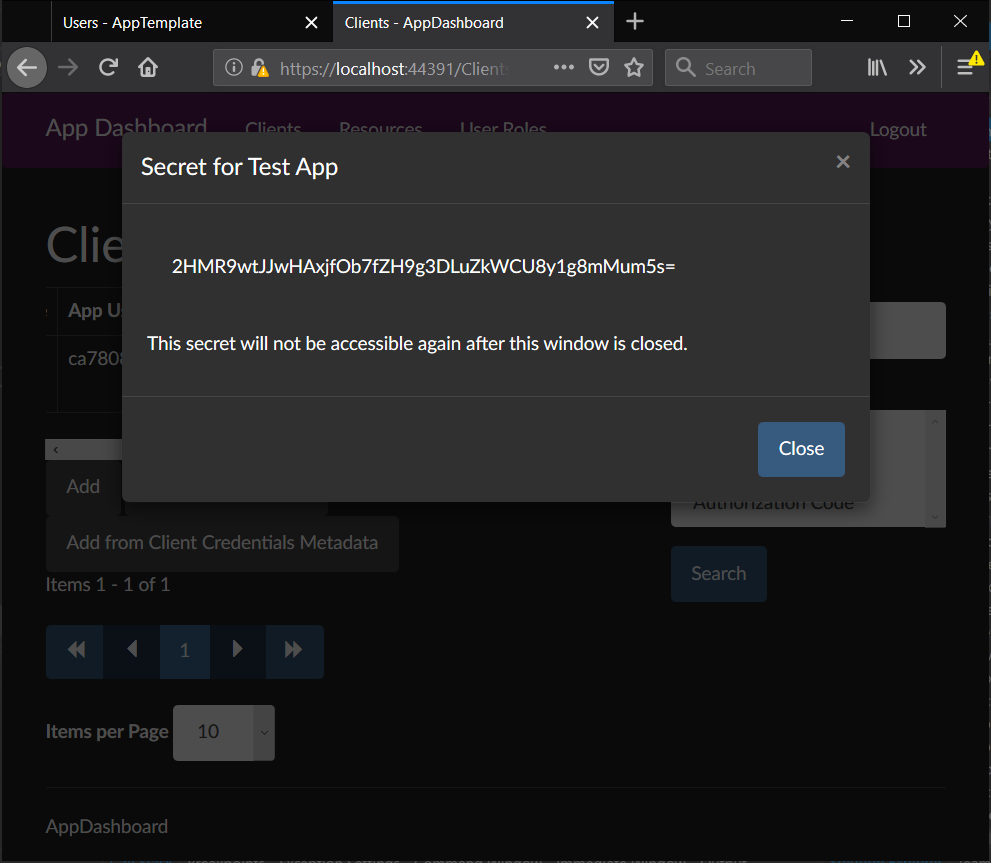 Users - AppTemplate
Clients - AppDashboard
https://localhost:44391/Client
Search
App Dashboard Clients Resources User Roles Logout
Secret for Test App
2HMR9wtJJwHAxjfOb7fZH9g3DLuZkWCU8y1g8mMum5s=
This secret will not be accessible again after this window is closed.
Close
Clie
App U
ca7808
Add
Authorization Code
Add from Client Credentials Metadata
Search
Items 1 - 1 of 1
1
Items per Page 10
AppDashboard